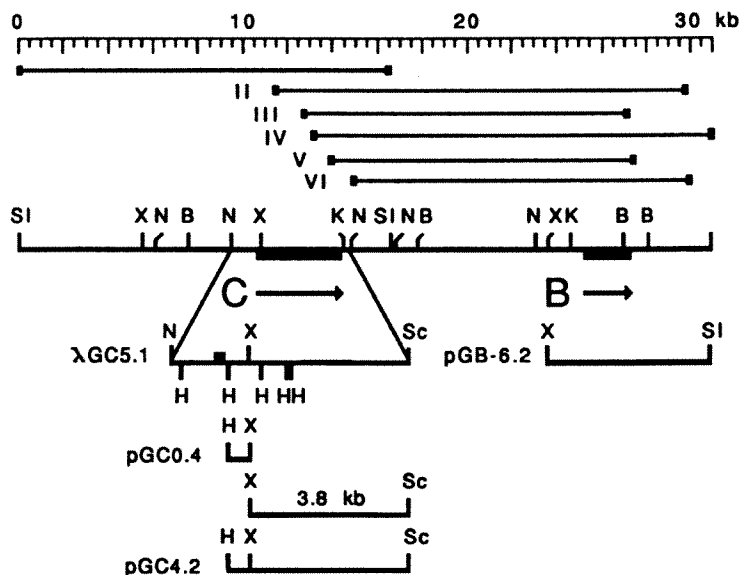 0 10 20 30 kb
II
III
IV
V
VI
SI X N B N X K N SI N B N X K B B
C B
N X Sc X SI
λGC5.1 pGB-6.2
H H H H H
H X
pGC0.4
X Sc
3.8 kb
H X Sc
pGC4.2